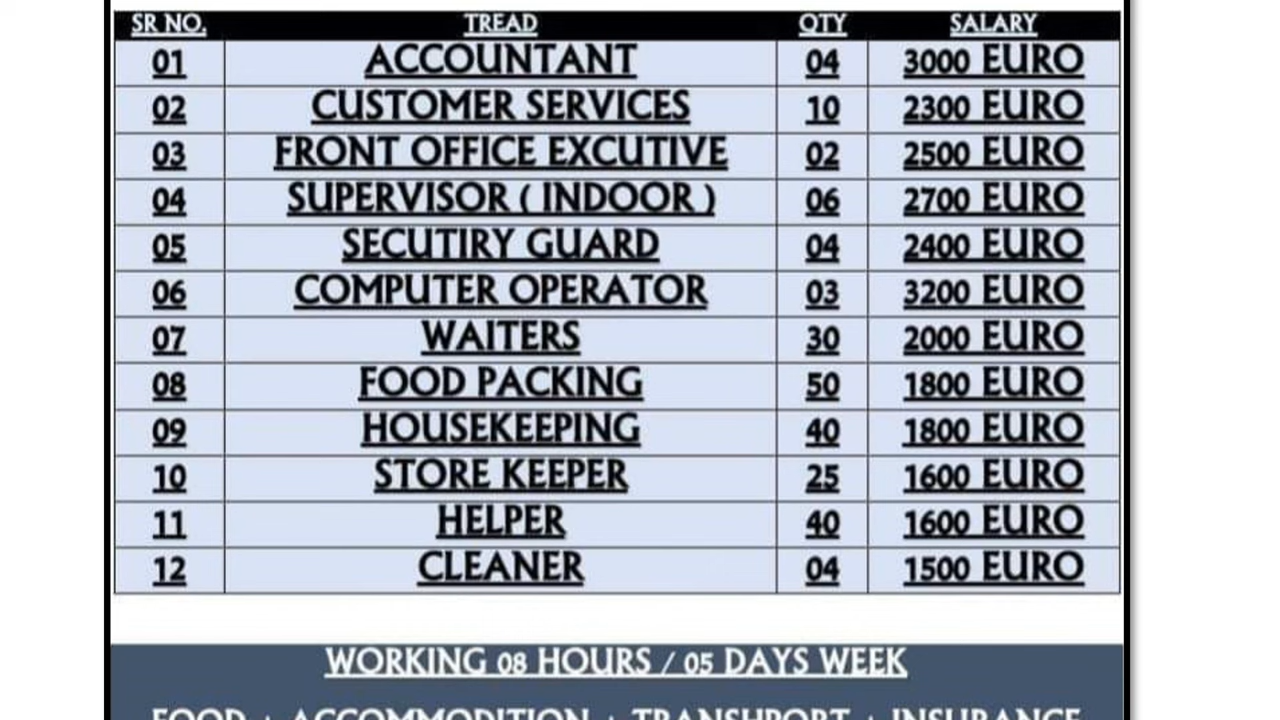 SR NO. TREAD QTY SALARY
01 ACCOUNTANT 04 3000 EURO
02 CUSTOMER SERVICES 10 2300 EURO
03 FRONT OFFICE EXCUTIVE 02 2500 EURO
04 SUPERVISOR ( INDOOR ) 06 2700 EURO
05 SECUTIRY GUARD 04 2400 EURO
06 COMPUTER OPERATOR 03 3200 EURO
07 WAITERS 30 2000 EURO
08 FOOD PACKING 50 1800 EURO
09 HOUSEKEEPING 40 1800 EURO
10 STORE KEEPER 25 1600 EURO
11 HELPER 40 1600 EURO
12 CLEANER 04 1500 EURO
WORKING 08 HOURS / 05 DAYS WEEK
FOOD + ACCOMMODITION + TRANSHPORT + INSURANCE